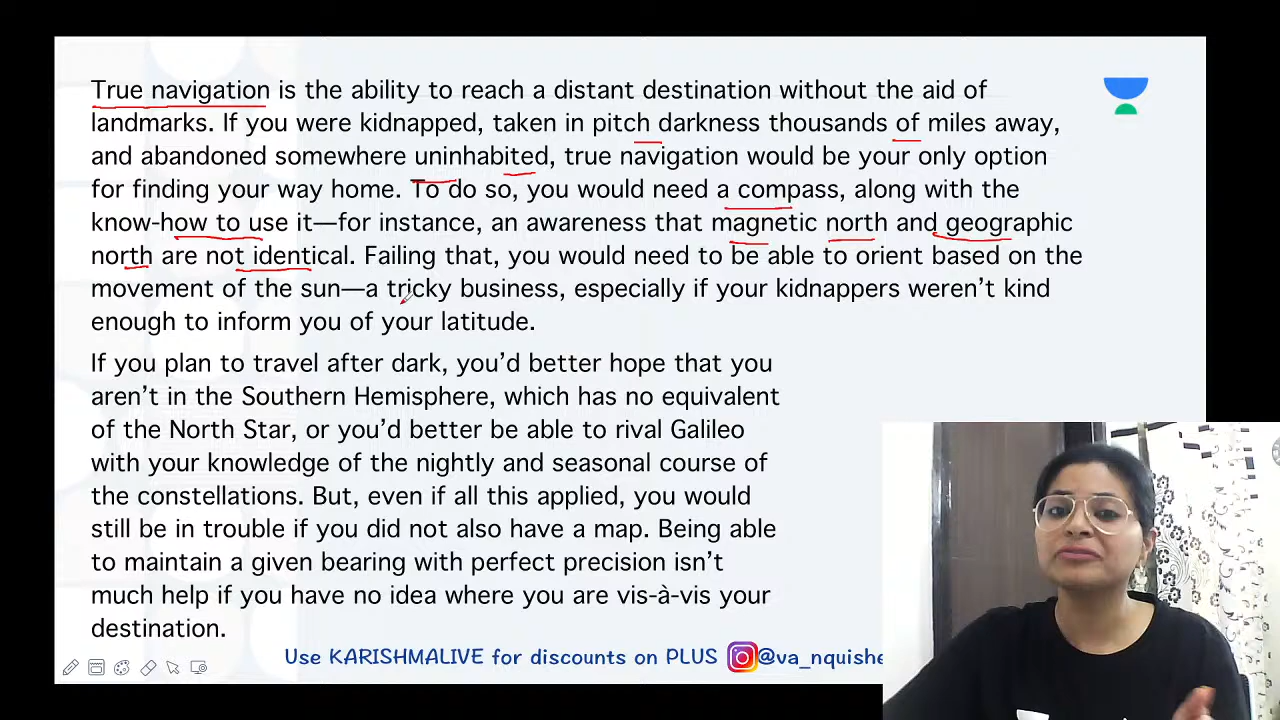 True navigation is the ability to reach a distant destination without the aid of
landmarks. If you were kidnapped, taken in pitch darkness thousands of miles away,
and abandoned somewhere uninhabited, true navigation would be your only option
for finding your way home. To do so, you would need a compass, along with the
know-how to use it—for instance, an awareness that magnetic north and geographic
north are not identical. Failing that, you would need to be able to orient based on the
movement of the sun—a tricky business, especially if your kidnappers weren’t kind
enough to inform you of your latitude.
If you plan to travel after dark, you’d better hope that you
aren’t in the Southern Hemisphere, which has no equivalent
of the North Star, or you’d better be able to rival Galileo
with your knowledge of the nightly and seasonal course of
the constellations. But, even if all this applied, you would
still be in trouble if you did not also have a map. Being able
to maintain a given bearing with perfect precision isn’t
much help if you have no idea where you are vis-à-vis your
destination.
Use KARISHMALIVE for discounts on PLUS @va_nquishe